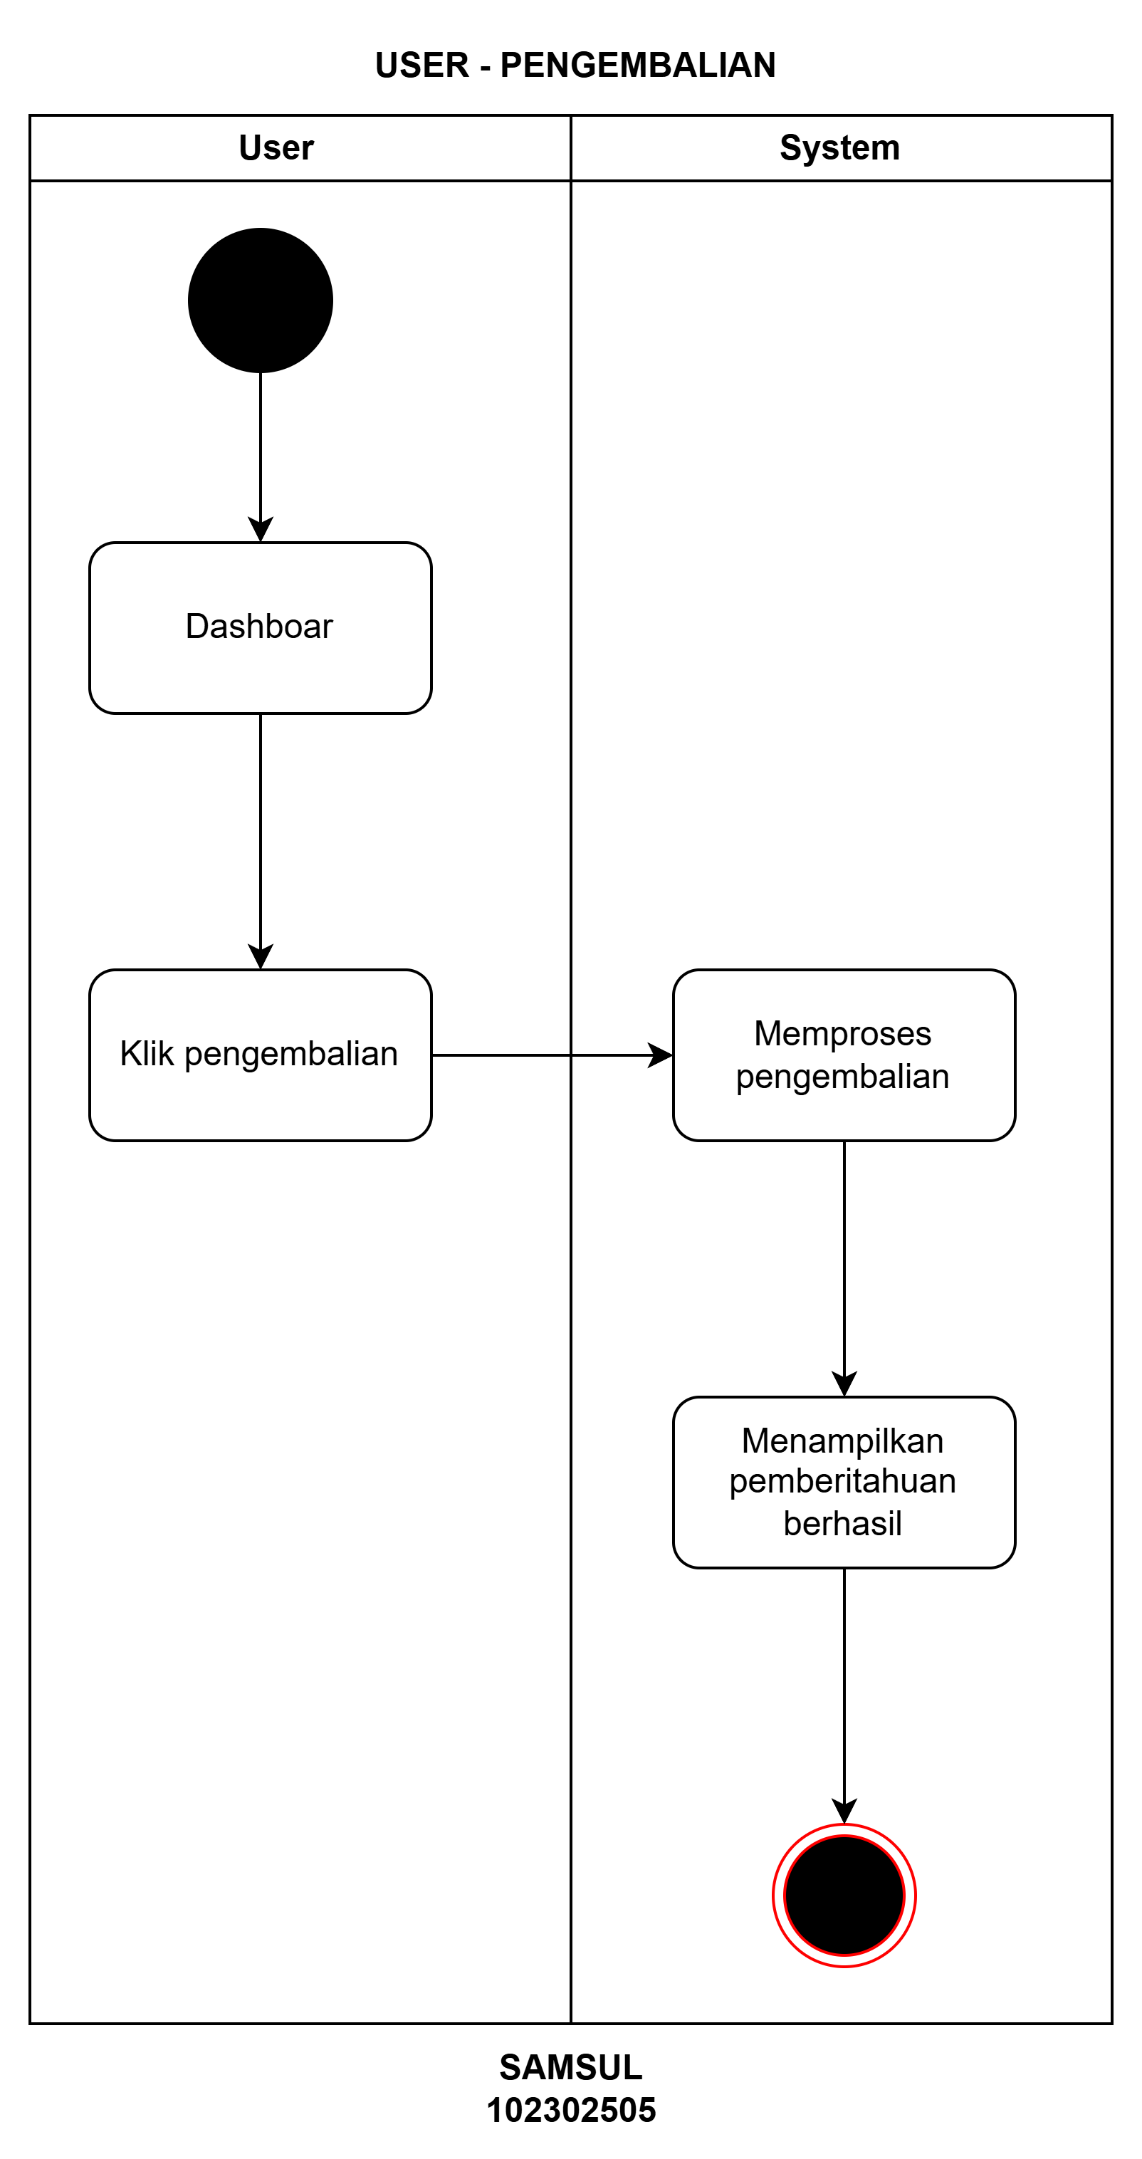 USER - PENGEMBALIAN
User
System
Dashboar
Klik pengembalian
Memproses
pengembalian
Menampilkan
pemberitahuan
berhasil
SAMSUL
102302505